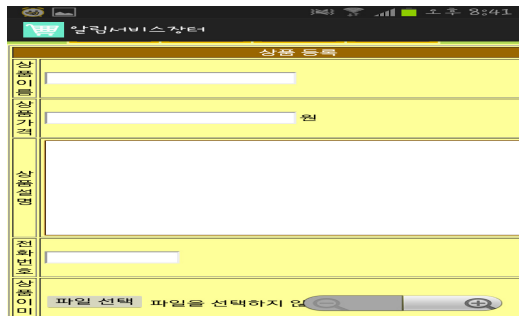 오후 8:41
알림서비스장터
상품 등록
상품이름
상품가격
원
상품설명
전화번호
상품이미
파일 선택 파일을 선택하지